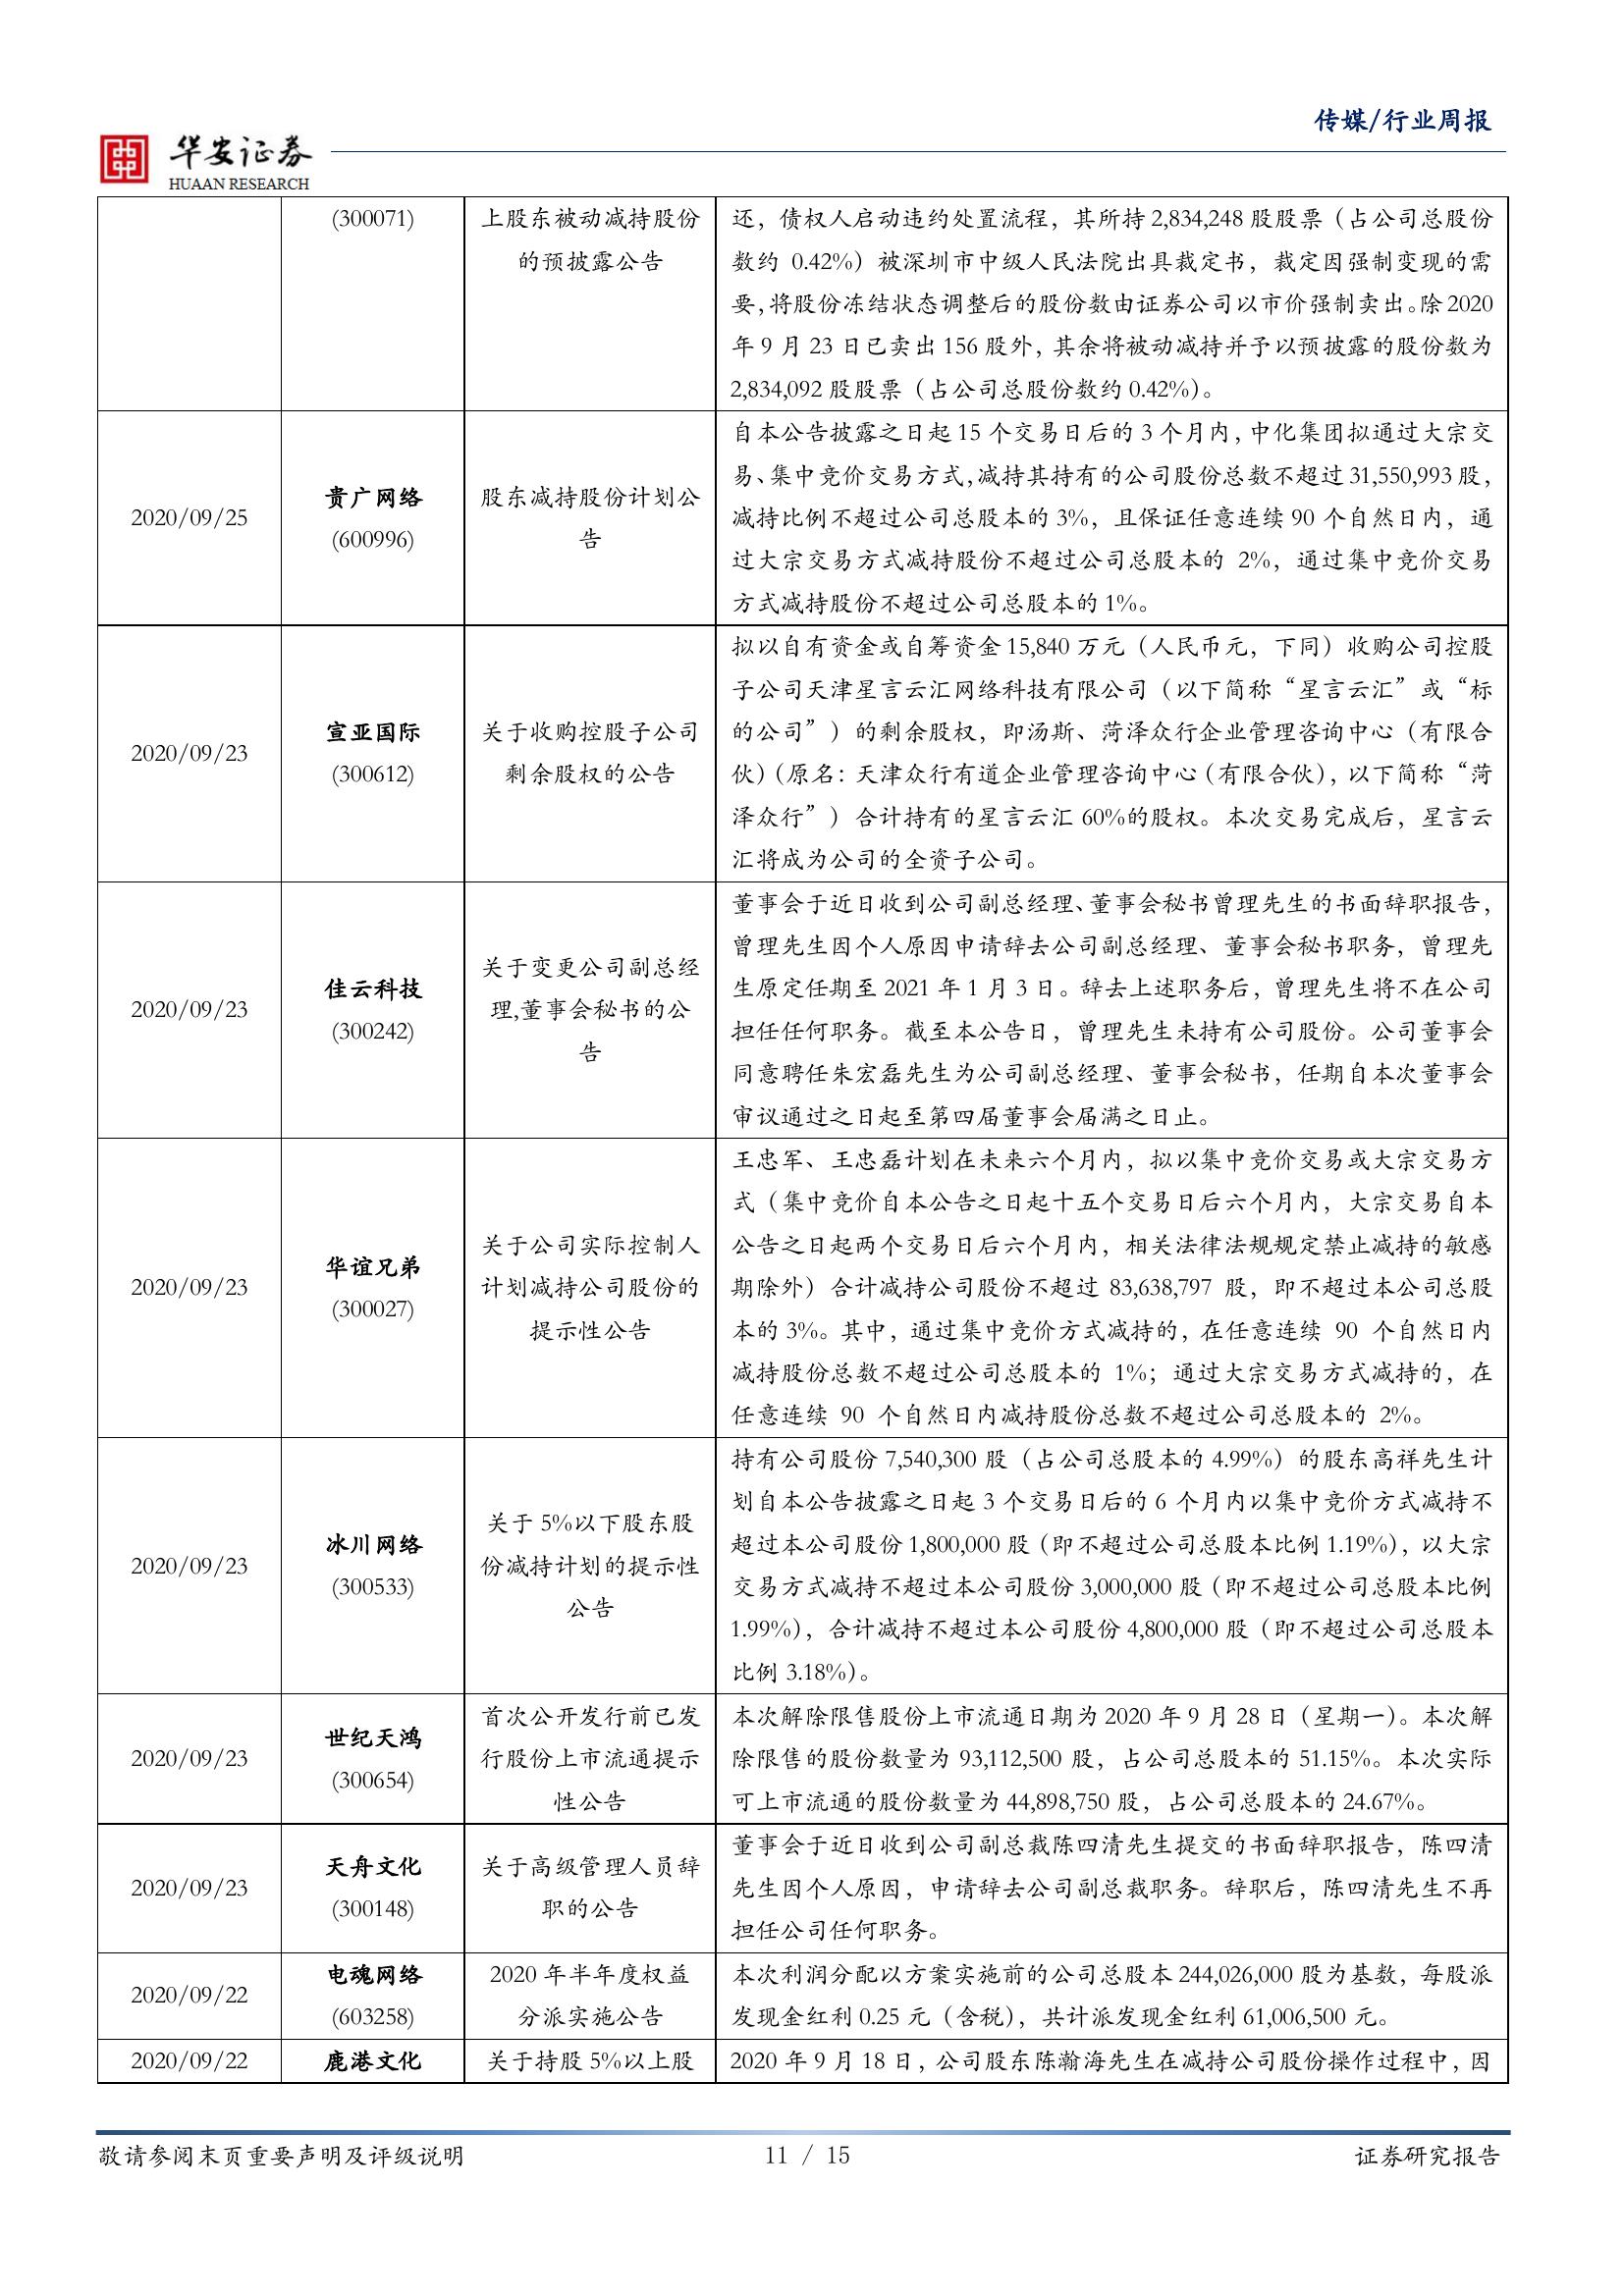 传媒/行业周报
华安证券
HUAAN RESEARCH
(300071)
上股东被动减持股份
的预披露公告
还，债权人启动违约处置流程，其所持 2,834,248 股股票（占公司总股份
数约 0.42%）被深圳市中级人民法院出具裁定书，裁定因强制变现的需
要，将股份冻结状态调整后的股份数由证券公司以市价强制卖出。除 2020
年 9 月 23 日已卖出 156 股外，其余将被动减持并予以预披露的股份数为
2,834,092 股股票（占公司总股份数约 0.42%）。
2020/09/25
贵广网络
(600996)
股东减持股份计划公
告
自本公告披露之日起 15 个交易日后的 3 个月内，中化集团拟通过大宗交
易、集中竞价交易方式，减持其持有的公司股份总数不超过 31,550,993 股，
减持比例不超过公司总股本的 3%，且保证任意连续 90 个自然日内，通
过大宗交易方式减持股份不超过公司总股本的 2%，通过集中竞价交易
方式减持股份不超过公司总股本的 1%。
2020/09/23
宣亚国际
(300612)
关于收购控股子公司
剩余股权的公告
拟以自有资金或自筹资金 15,840 万元（人民币元，下同）收购公司控股
子公司天津星言云汇网络科技有限公司（以下简称“星言云汇”或“标
的公司”）的剩余股权，即汤斯、菏泽众行企业管理咨询中心（有限合
伙）（原名：天津众行有道企业管理咨询中心（有限合伙），以下简称“菏
泽众行”）合计持有的星言云汇 60%的股权。本次交易完成后，星言云
汇将成为公司的全资子公司。
2020/09/23
佳云科技
(300242)
关于变更公司副总经
理,董事会秘书的公
告
董事会于近日收到公司副总经理、董事会秘书曾理先生的书面辞职报告，
曾理先生因个人原因申请辞去公司副总经理、董事会秘书职务，曾理先
生原定任期至 2021 年 1 月 3 日。辞去上述职务后，曾理先生将不在公司
担任任何职务。截至本公告日，曾理先生未持有公司股份。公司董事会
同意聘任朱宏磊先生为公司副总经理、董事会秘书，任期自本次董事会
审议通过之日起至第四届董事会届满之日止。
2020/09/23
华谊兄弟
(300027)
关于公司实际控制人
计划减持公司股份的
提示性公告
王忠军、王忠磊计划在未来六个月内，拟以集中竞价交易或大宗交易方
式（集中竞价自本公告之日起十五个交易日后六个月内，大宗交易自本
公告之日起两个交易日后六个月内，相关法律法规规定禁止减持的敏感
期除外）合计减持公司股份不超过 83,638,797 股，即不超过本公司总股
本的 3%。其中，通过集中竞价方式减持的，在任意连续 90 个自然日内
减持股份总数不超过公司总股本的 1%；通过大宗交易方式减持的，在
任意连续 90 个自然日内减持股份总数不超过公司总股本的 2%。
2020/09/23
冰川网络
(300533)
关于 5%以下股东股
份减持计划的提示性
公告
持有公司股份 7,540,300 股（占公司总股本的 4.99%）的股东高祥先生计
划自本公告披露之日起 3 个交易日后的 6 个月内以集中竞价方式减持不
超过本公司股份 1,800,000 股（即不超过公司总股本比例 1.19%），以大宗
交易方式减持不超过本公司股份 3,000,000 股（即不超过公司总股本比例
1.99%），合计减持不超过本公司股份 4,800,000 股（即不超过公司总股本
比例 3.18%）。
2020/09/23
世纪天鸿
(300654)
首次公开发行前已发
行股份上市流通提示
性公告
本次解除限售股份上市流通日期为 2020 年 9 月 28 日（星期一）。本次解
除限售的股份数量为 93,112,500 股，占公司总股本的 51.15%。本次实际
可上市流通的股份数量为 44,898,750 股，占公司总股本的 24.67%。
2020/09/23
天舟文化
(300148)
关于高级管理人员辞
职的公告
董事会于近日收到公司副总裁陈四清先生提交的书面辞职报告，陈四清
先生因个人原因，申请辞去公司副总裁职务。辞职后，陈四清先生不再
担任公司任何职务。
2020/09/22
电魂网络
(603258)
2020 年半年度权益
分派实施公告
本次利润分配以方案实施前的公司总股本 244,026,000 股为基数，每股派
发现金红利 0.25 元（含税），共计派发现金红利 61,006,500 元。
2020/09/22
鹿港文化
关于持股 5%以上股
2020 年 9 月 18 日，公司股东陈瀚海先生在减持公司股份操作过程中，因
敬请参阅末页重要声明及评级说明
11 / 15
证券研究报告